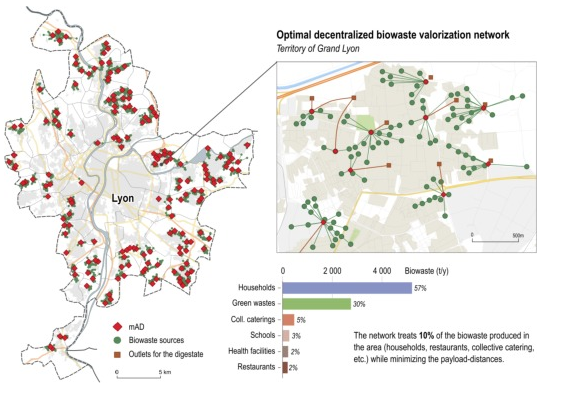 Optimal decentralized biowaste valorization network
Territory of Grand Lyon
Lyon
0 500m
0 2 000 4 000 Biowaste (t/y)
Households 57%
Green wastes 30%
Coll. caterings 5%
Schools 3%
Health facilities 2%
Restaurants 2%
mAD
Biowaste sources
Outlets for the digestate
0 5 km
The network treats 10% of the biowaste produced in
the area (households, restaurants, collective catering,
etc.) while minimizing the payload-distances.